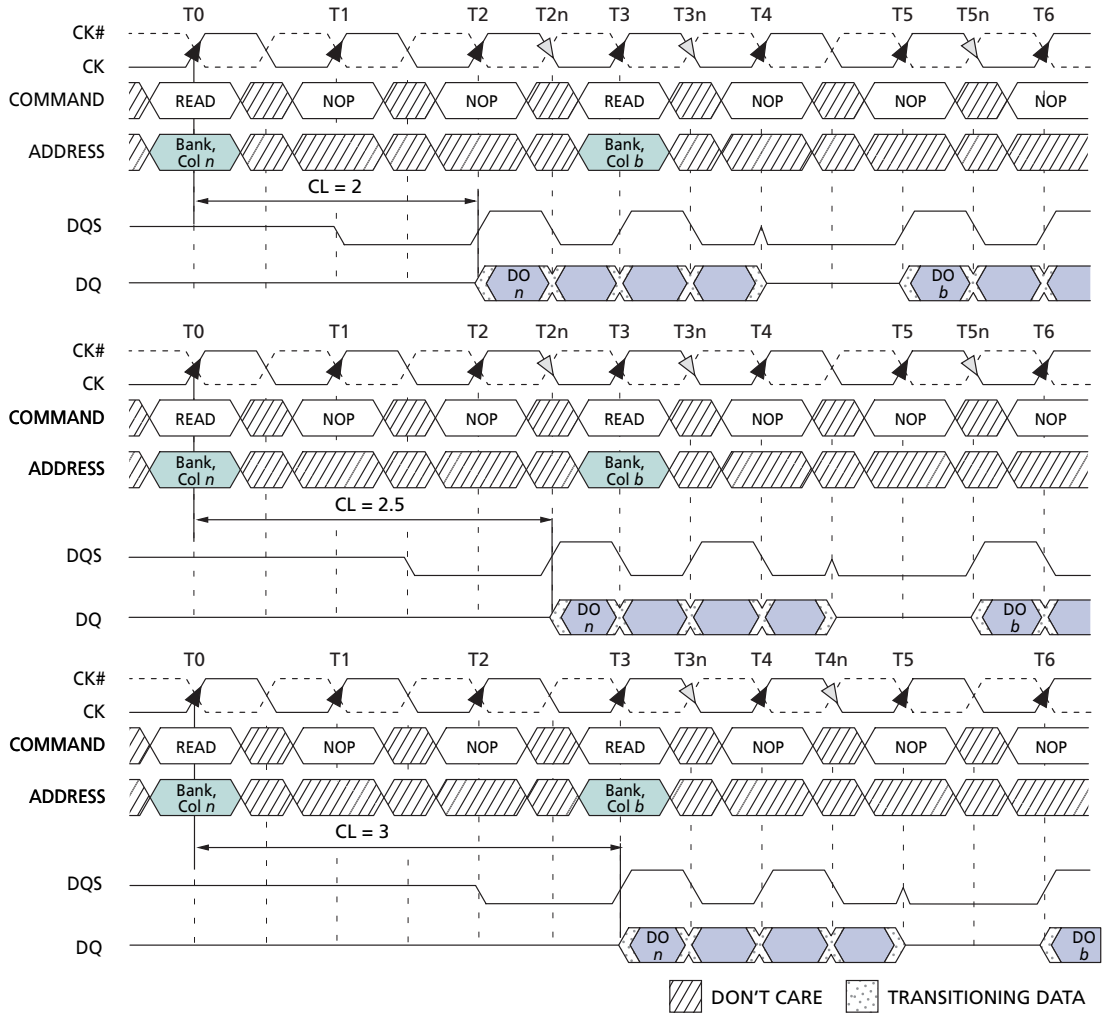 T0 T1 T2 T2n T3 T3n T4 T5 T5n T6
CK#
CK
COMMAND READ NOP NOP READ NOP NOP NOP
ADDRESS Bank, Col n Bank, Col b
CL = 2
DQS
DQ DO n DO b
T0 T1 T2 T2n T3 T3n T4 T5 T5n T6
CK#
CK
COMMAND READ NOP NOP READ NOP NOP NOP
ADDRESS Bank, Col n Bank, Col b
CL = 2.5
DQS
DQ DO n DO b
T0 T1 T2 T3 T3n T4 T4n T5 T6
CK#
CK
COMMAND READ NOP NOP READ NOP NOP NOP
ADDRESS Bank, Col n Bank, Col b
CL = 3
DQS
DQ DO n DO b
DON'T CARE TRANSITIONING DATA